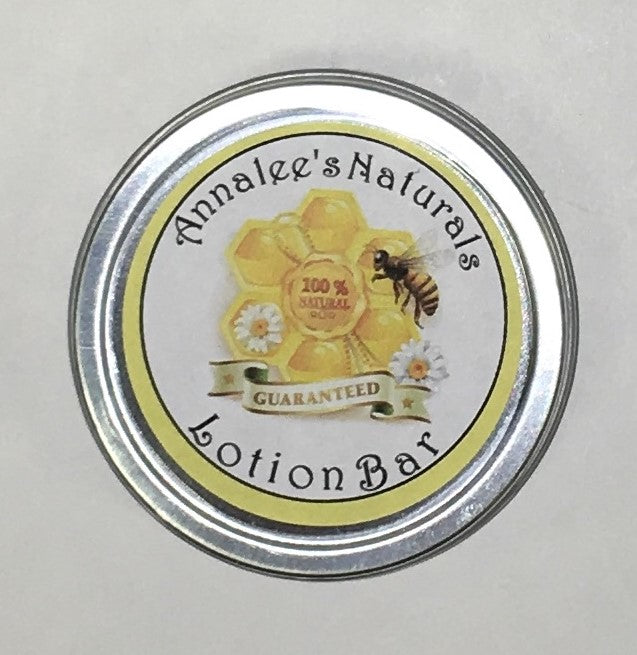 Annalee's Naturals
100 %
NATURAL
GUARANTEED
Lotion Bar